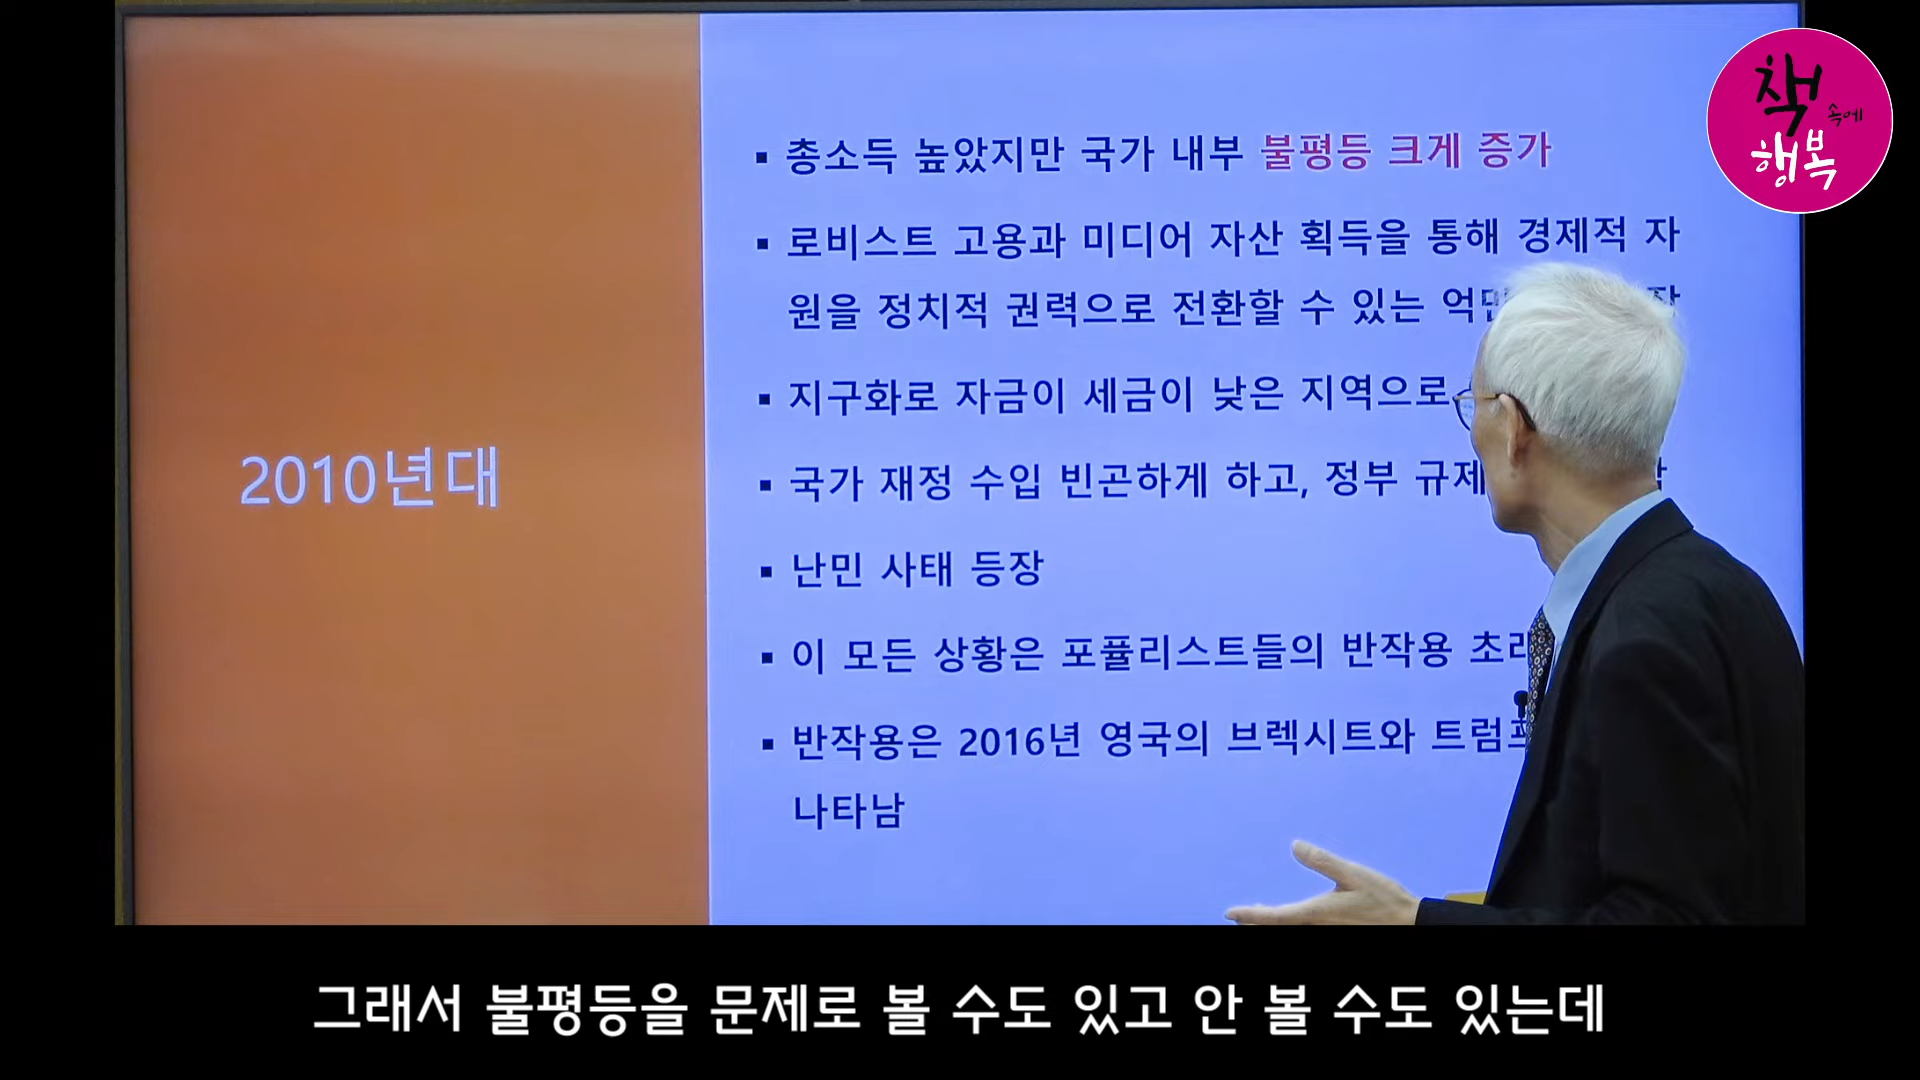 책
속에
행복
2010년대
▪ 총소득 높았지만 국가 내부 불평등 크게 증가
▪ 로비스트 고용과 미디어 자산 획득을 통해 경제적 자
원을 정치적 권력으로 전환할 수 있는
▪ 지구화로 자금이 세금이 낮은 지역으로
▪ 국가 재정 수입 빈곤하게 하고, 정부 규제
▪ 난민 사태 등장
▪ 이 모든 상황은 포퓰리스트들의 반작용
▪ 반작용은 2016년 영국의 브렉시트와
나타남
그래서 불평등을 문제로 볼 수도 있고 안 볼 수도 있는데